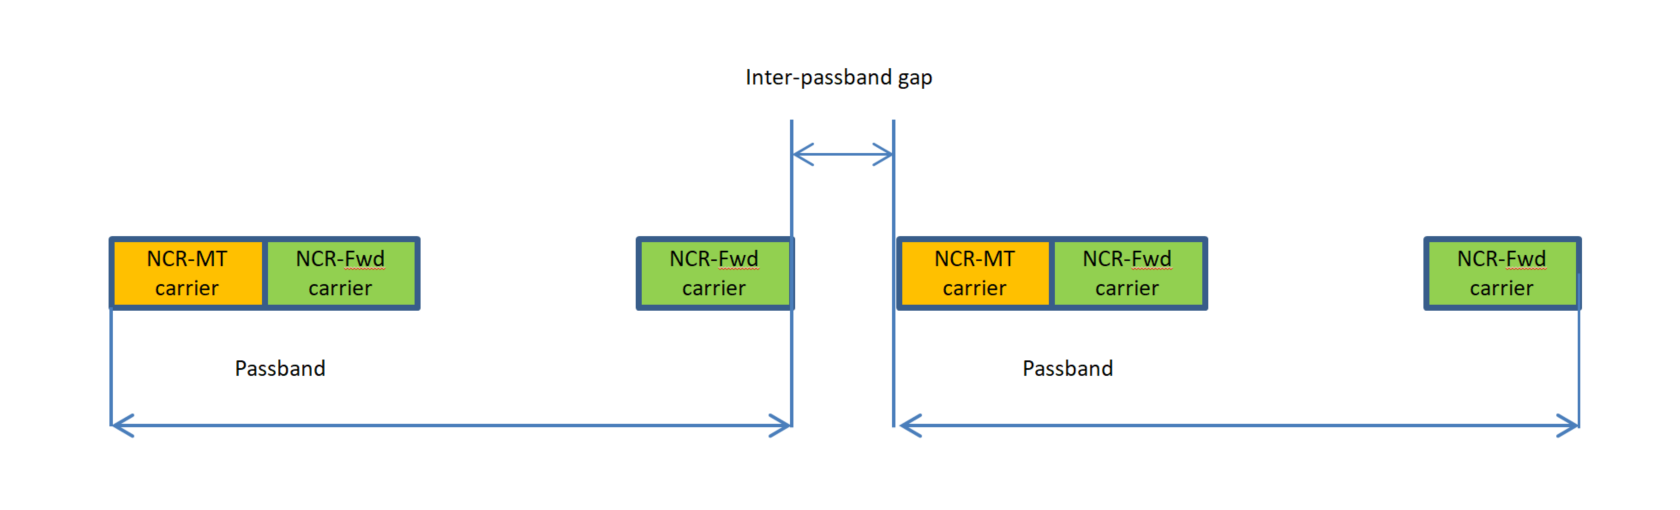 Inter-passband gap
NCR-MT
carrier
NCR-Fwd
carrier
NCR-Fwd
carrier
NCR-MT
carrier
NCR-Fwd
carrier
NCR-Fwd
carrier
Passband
Passband